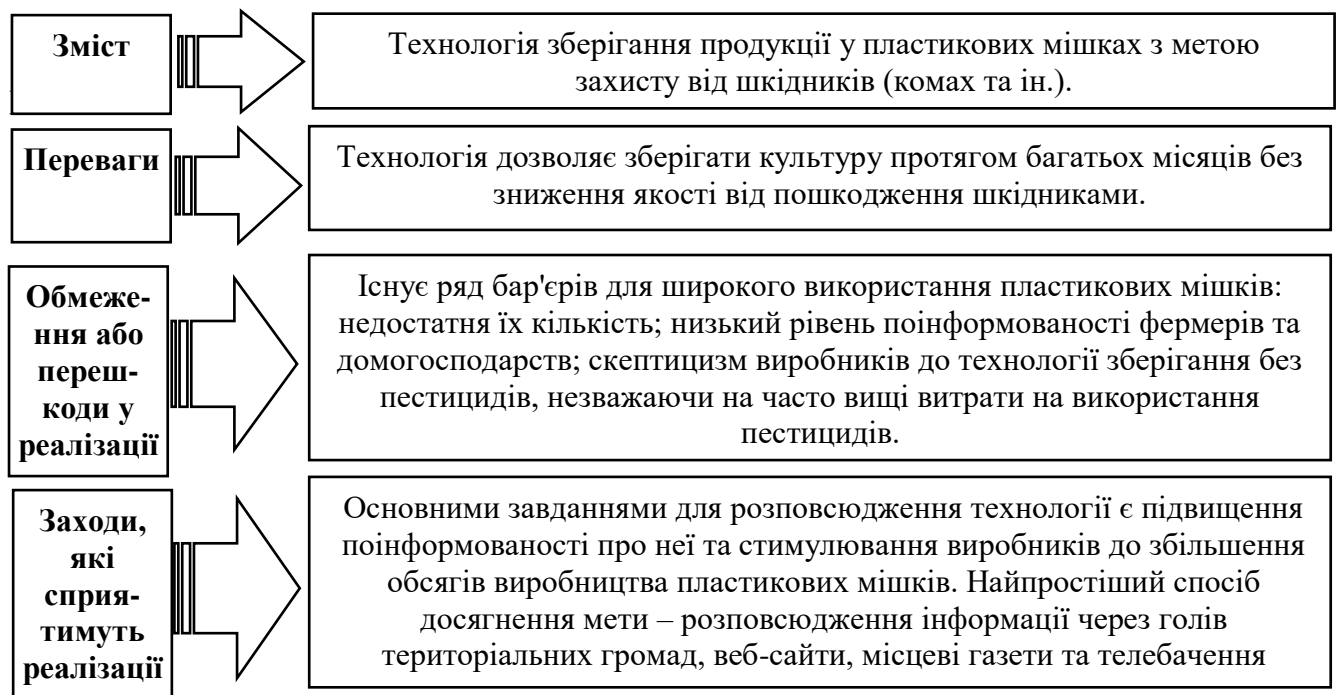 Зміст
Технологія зберігання продукції у пластикових мішках з метою
захисту від шкідників (комах та ін.).
Переваги
Технологія дозволяє зберігати культуру протягом багатьох місяців без
зниження якості від пошкодження шкідниками.
Обмеже-
ння або
переш-
коди у
реалізації
Існує ряд бар'єрів для широкого використання пластикових мішків:
недостатня їх кількість; низький рівень поінформованості фермерів та
домогосподарств; скептицизм виробників до технології зберігання без
пестицидів, незважаючи на часто вищі витрати на використання
пестицидів.
Заходи,
які
сприя-
тимуть
реалізації
Основними завданнями для розповсюдження технології є підвищення
поінформованості про неї та стимулювання виробників до збільшення
обсягів виробництва пластикових мішків. Найпростіший спосіб
досягнення мети – розповсюдження інформації через голів
територіальних громад, веб-сайти, місцеві газети та телебачення